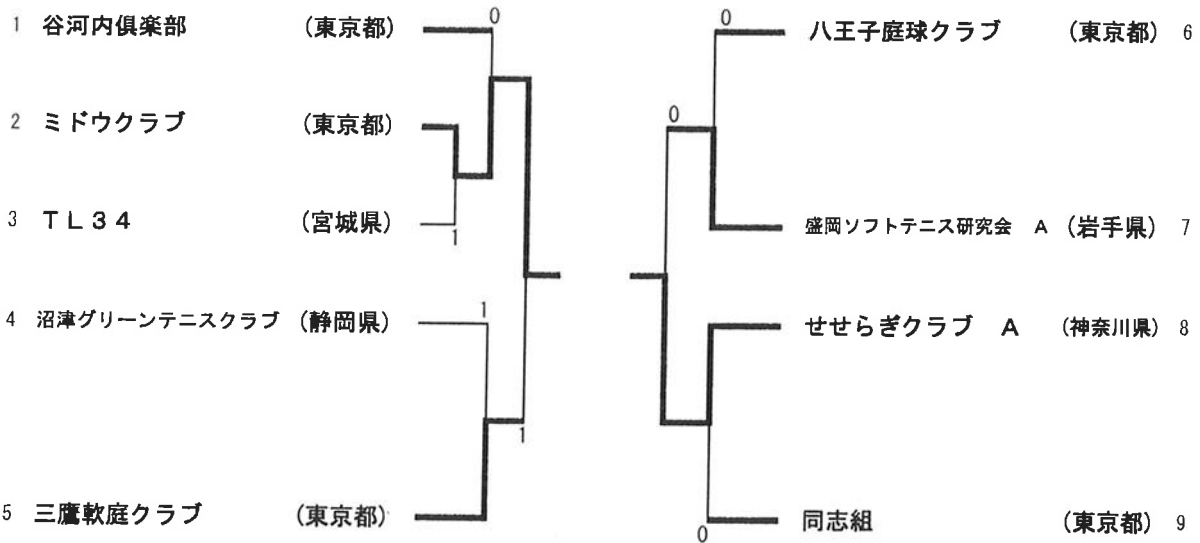 1 谷河内倶楽部 (東京都) 0
2 ミドウクラブ (東京都)
3 TL34 (宮城県) 1
4 沼津グリーンテニスクラブ (静岡県) 1
1
5 三鷹軟庭クラブ (東京都)
0 八王子庭球クラブ (東京都) 6
0
盛岡ソフトテニス研究会 A (岩手県) 7
せせらぎクラブ A (神奈川県) 8
0 同志組 (東京都) 9